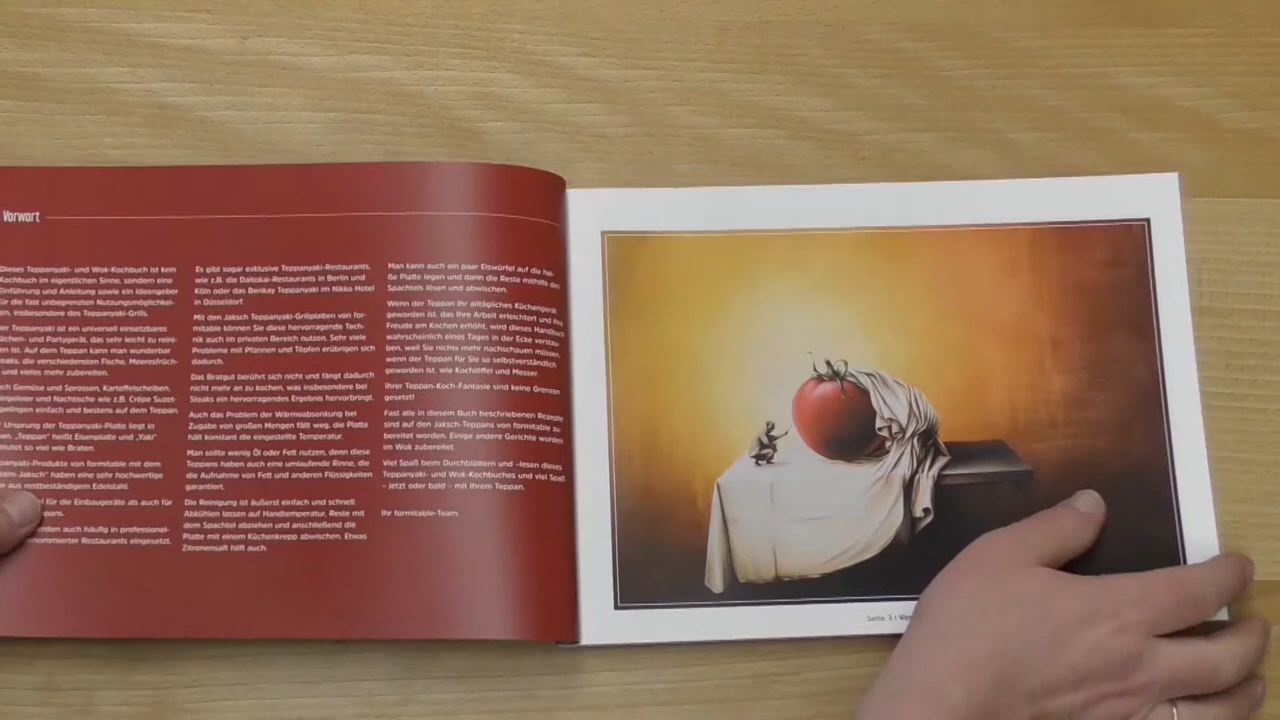 Vorwort
Dieses Teppanyaki- und Wok-Kochbuch ist kein
Kochbuch im eigentlichen Sinne, sondern eine
Einführung und Anleitung sowie ein Ideengeber
für die fast unbegrenzten Nutzungsmöglichkei-
en, insbesondere des Teppanyaki-Grills.
er Teppanyaki ist ein universell einsetzbares
chen- und Partygerät, das sehr leicht zu reini-
en ist. Auf dem Teppan kann man wunderbar
eaks, die verschiedensten Fische, Meeresfrüch-
und vieles mehr zubereiten.
ch Gemüse und Sprossen, Kartoffelscheiben,
iegeleier und Nachtische wie z.B. Crêpe Suzet-
gelingen einfach und bestens auf dem Teppan.
Ursprung der Teppanyaki-Platte liegt in
an. „Teppan" heißt Eisenplatte und „Yaki"
eutet so viel wie Braten.
panyaki-Produkte von formitable mit dem
tem-Jaksch" haben eine sehr hochwertige
aus rostbeständigem Edelstahl.
für die Einbaugeräte als auch für
ppans.
rden auch häufig in professionel-
nommierter Restaurants eingesetzt.
Es gibt sogar exklusive Teppanyaki-Restaurants,
wie z.B. die Daitokai-Restaurants in Berlin und
Köln oder das Benkay Teppanyaki im Nikko Hotel
in Düsseldorf.
Mit den Jaksch Teppanyaki-Grillplatten von for-
mitable können Sie diese hervorragende Tech-
nik auch im privaten Bereich nutzen. Sehr viele
Probleme mit Pfannen und Töpfen erübrigen sich
dadurch.
Das Bratgut berührt sich nicht und fängt dadurch
nicht mehr an zu kochen, was insbesondere bei
Steaks ein hervorragendes Ergebnis hervorbringt.
Auch das Problem der Wärmeabsenkung bei
Zugabe von großen Mengen fällt weg, die Platte
hält konstant die eingestellte Temperatur.
Man sollte wenig Öl oder Fett nutzen, denn diese
Teppans haben auch eine umlaufende Rinne, die
die Aufnahme von Fett und anderen Flüssigkeiten
garantiert.
Die Reinigung ist äußerst einfach und schnell:
Abkühlen lassen auf Handtemperatur, Reste mit
dem Spachtel abziehen und anschließend die
Platte mit einem Küchenkrepp abwischen. Etwas
Zitronensaft hilft auch.
Man kann auch ein paar Eiswürfel auf die hei-
ße Platte legen und dann die Reste mithilfe des
Spachtels lösen und abwischen.
Wenn der Teppan Ihr alltägliches Küchengerät
geworden ist, das Ihre Arbeit erleichtert und Ihre
Freude am Kochen erhöht, wird dieses Handbuch
wahrscheinlich eines Tages in der Ecke verstau-
ben, weil Sie nichts mehr nachschauen müssen,
wenn der Teppan für Sie so selbstverständlich
geworden ist, wie Kochlöffel und Messer.
Ihrer Teppan-Koch-Fantasie sind keine Grenzen
gesetzt!
Fast alle in diesem Buch beschriebenen Rezepte
sind auf den Jaksch-Teppans von formitable zu-
bereitet worden. Einige andere Gerichte wurden
im Wok zubereitet.
Viel Spaß beim Durchblättern und -lesen dieses
Teppanyaki- und Wok-Kochbuches und viel Spaß
– jetzt oder bald – mit Ihrem Teppan.
Ihr formitable-Team.
Seite 3 |